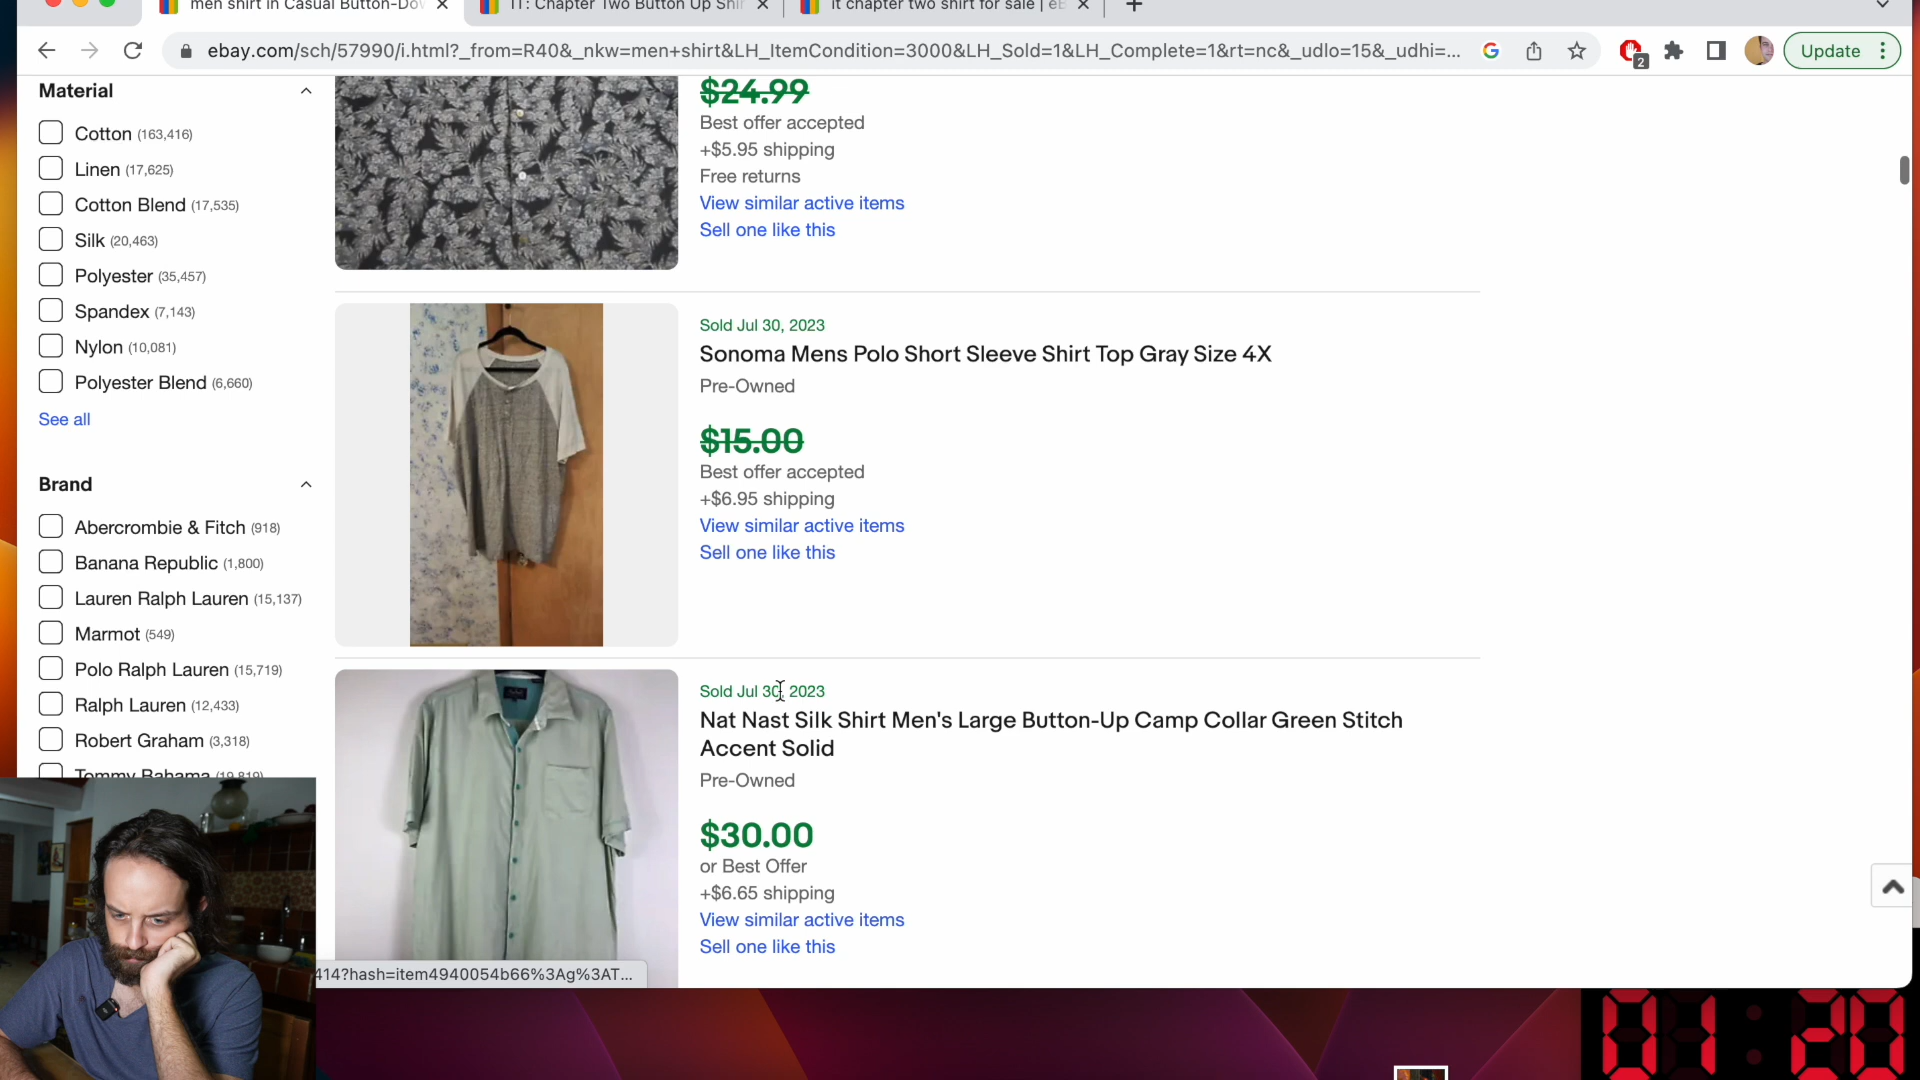 men shirt in Casual Button-Dov
IT: Chapter Two Button Up Shir
it chapter two shirt for sale | eB
ebay.com/sch/57990/i.html?_from=R40&_nkw=men+shirt&LH_ItemCondition=3000&LH_Sold=1&LH_Complete=1&rt=nc&_udlo=15&_udhi=...
2
Update
Material
Cotton (163,416)
Linen (17,625)
Cotton Blend (17,535)
Silk (20,463)
Polyester (35,457)
Spandex (7,143)
Nylon (10,081)
Polyester Blend (6,660)
See all
Brand
Abercrombie & Fitch (918)
Banana Republic (1,800)
Lauren Ralph Lauren (15,137)
Marmot (549)
Polo Ralph Lauren (15,719)
Ralph Lauren (12,433)
Robert Graham (3,318)
Tommy Bahama (19,819)
$24.99
Best offer accepted
+$5.95 shipping
Free returns
View similar active items
Sell one like this
Sold Jul 30, 2023
Sonoma Mens Polo Short Sleeve Shirt Top Gray Size 4X
Pre-Owned
$15.00
Best offer accepted
+$6.95 shipping
View similar active items
Sell one like this
Sold Jul 30, 2023
Nat Nast Silk Shirt Men's Large Button-Up Camp Collar Green Stitch
Accent Solid
Pre-Owned
$30.00
or Best Offer
+$6.65 shipping
View similar active items
Sell one like this
414?hash=item4940054b66%3Ag%3AT...
01:20